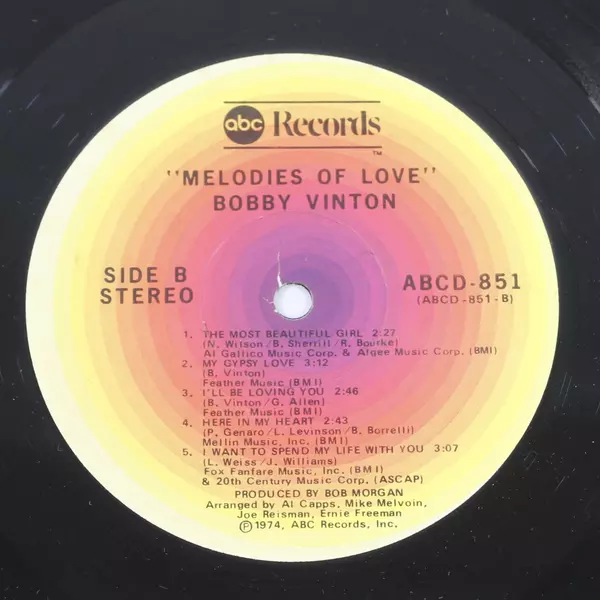 abc Records
TM
"MELODIES OF LOVE"
BOBBY VINTON
SIDE B
STEREO
ABCD-851
(ABCD-851-B)
1. THE MOST BEAUTIFUL GIRL 2:27
(N. Wilson/B. Sherrill/R. Bourke)
Al Gallico Music Corp. & Algee Music Corp. (BMI)
2. MY GYPSY LOVE 3:12
(B. Vinton)
Feather Music (BMI)
3. I'LL BE LOVING YOU 2:46
(B. Vinton/G. Allen)
Feather Music (BMI)
4. HERE IN MY HEART 2:43
(P. Genaro/L. Levinson/B. Borrelli)
Mellin Music, Inc. (BMI)
5. I WANT TO SPEND MY LIFE WITH YOU 3:07
(L. Weiss/J. Williams)
Fox Fanfare Music, Inc. (BMI)
& 20th Century Music Corp. (ASCAP)
PRODUCED BY BOB MORGAN
Arranged by Al Capps, Mike Melvoin,
Joe Reisman, Ernie Freeman
℗1974, ABC Records, Inc.